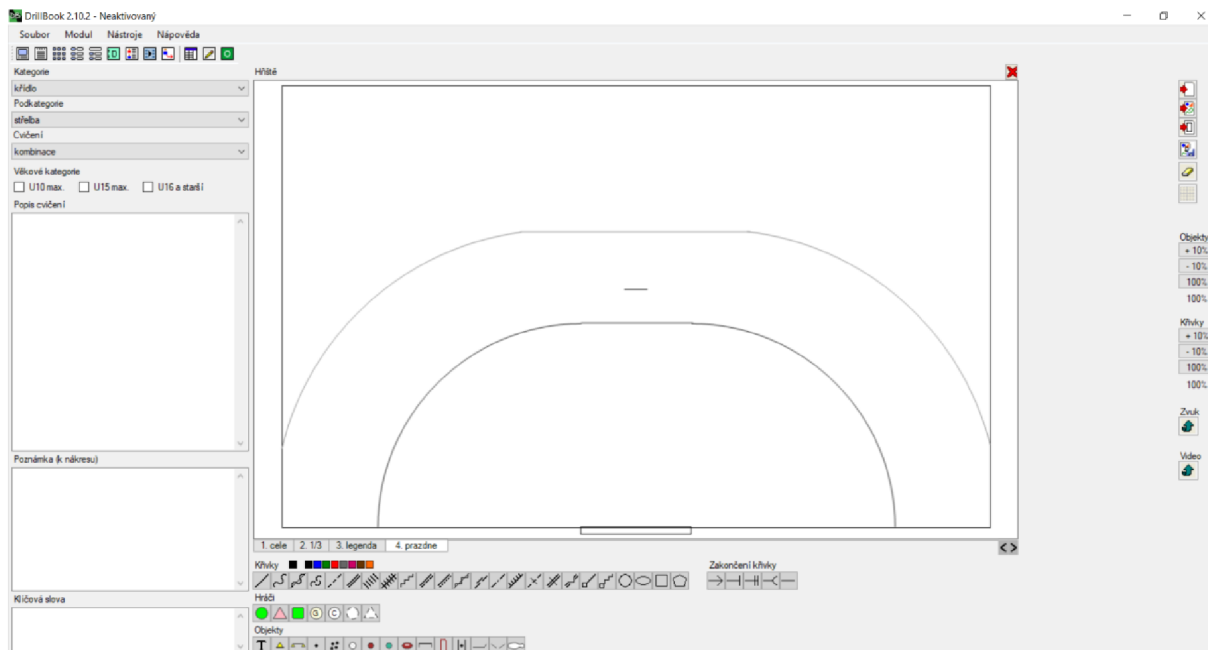 DrillBook 2.10.2 - Neaktivovaný
Soubor Modul Nástroje Nápověda
Kategorie
křídlo
Podkategorie
střelba
Cvičení
kombinace
Věkové kategorie
U10 max. U15 max. U16 a starší
Popis cvičení
Poznámka (k nákresu)
Klíčová slova
Hřiště
1. cele 2. 1/3 3. legenda 4. prazdne
Křivky
Zakončení křivky
Hráči
G C
Objekty
T
Objekty
+ 10%
- 10%
100%
100%
Křivky
+ 10%
- 10%
100%
100%
Zvuk
Video